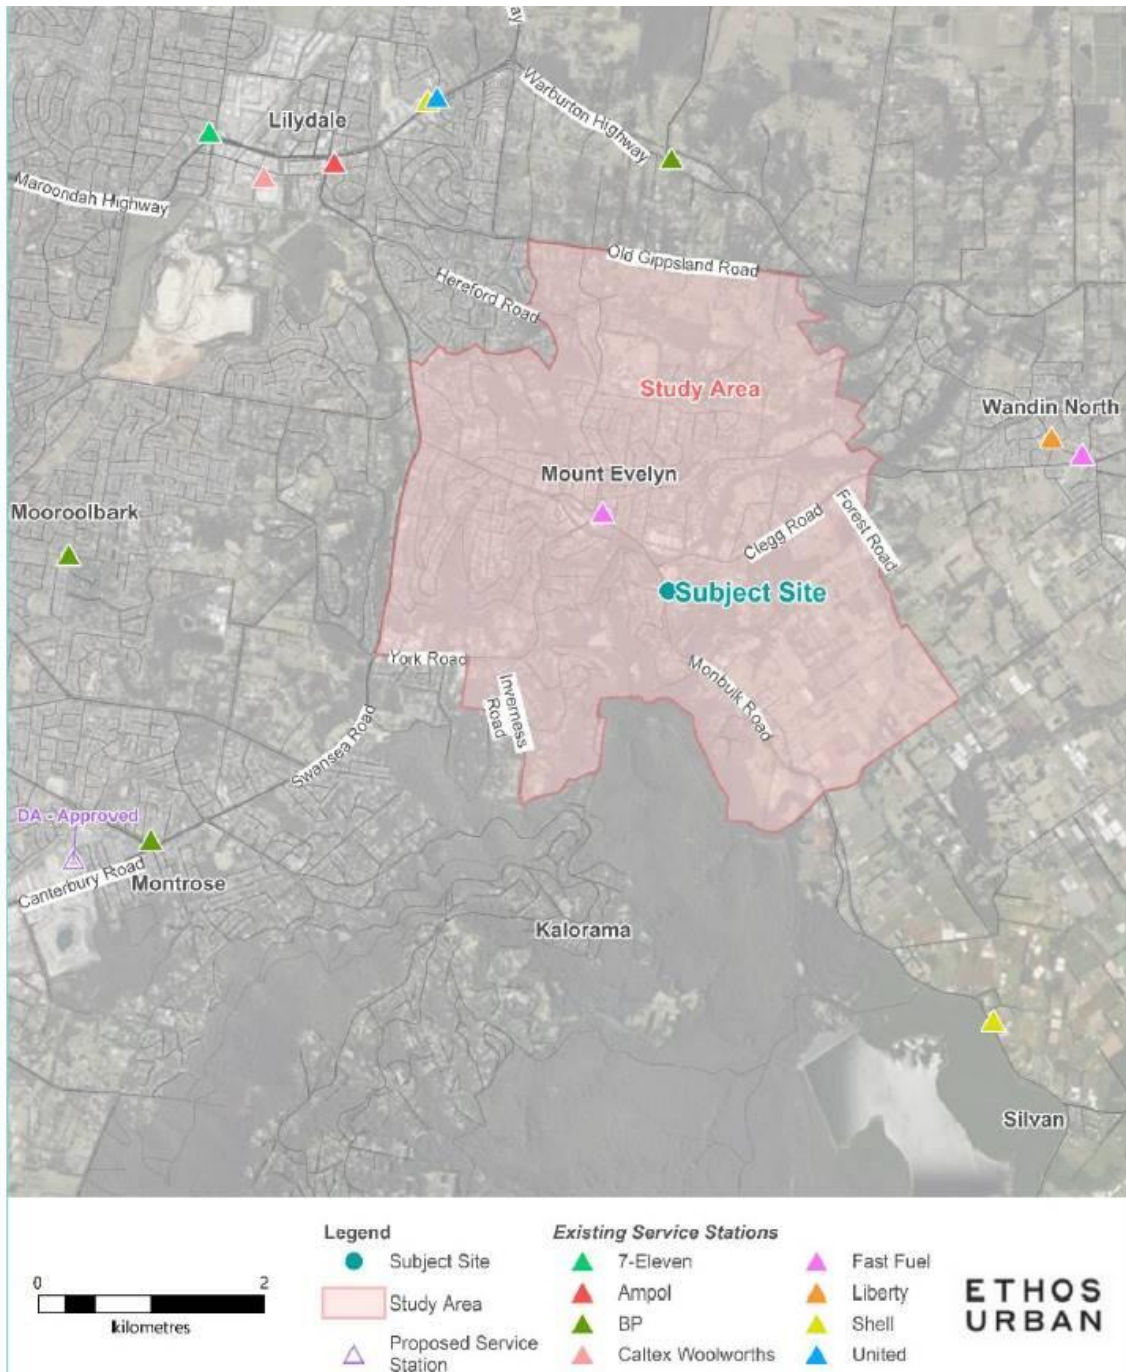 ay
Warburton Highway
Lilydale
Maroondah Highway
Old Gippsland Road
Hereford Road
Study Area
Wandin North
Mount Evelyn
Mooroolbark
Clegg Road
Forest Road
Subject Site
York Road
Monbulk Road
Inverness
Road
Swansea Road
DA - Approved
Canterbury Road
Montrose
Kalorama
Silvan
Legend
Subject Site
Study Area
Proposed Service
Station
Existing Service Stations
7-Eleven
Ampol
BP
Caltex Woolworths
Fast Fuel
Liberty
Shell
United
0 2
kilometres
ETHOS
URBAN